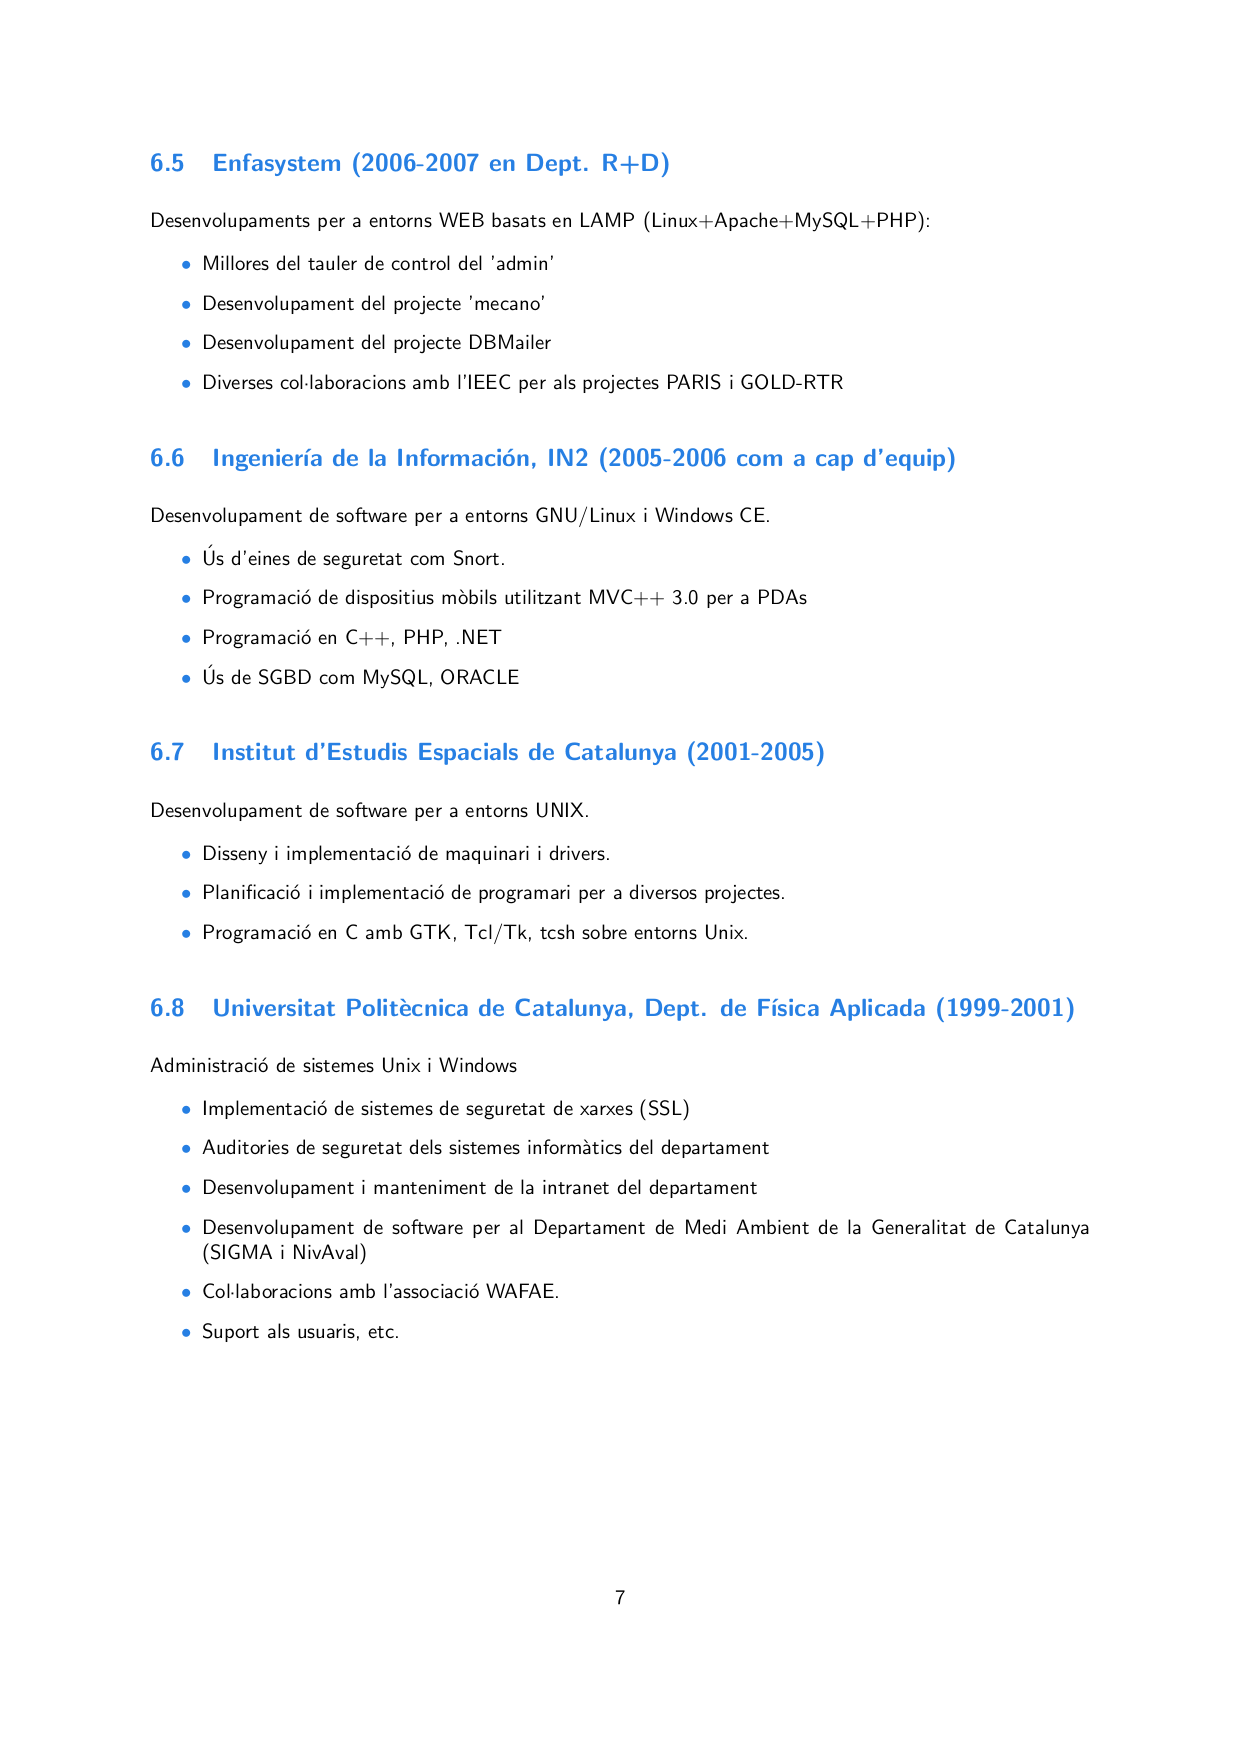 6.5 Enfasystem (2006-2007 en Dept. R+D)
Desenvolupaments per a entorns WEB basats en LAMP (Linux+Apache+MySQL+PHP):
• Millores del tauler de control del 'admin'
• Desenvolupament del projecte 'mecano'
• Desenvolupament del projecte DBMailer
• Diverses col·laboracions amb l'IEEC per als projectes PARIS i GOLD-RTR
6.6 Ingeniería de la Información, IN2 (2005-2006 com a cap d'equip)
Desenvolupament de software per a entorns GNU/Linux i Windows CE.
• Ús d'eines de seguretat com Snort.
• Programació de dispositius mòbils utilitzant MVC++ 3.0 per a PDAs
• Programació en C++, PHP, .NET
• Ús de SGBD com MySQL, ORACLE
6.7 Institut d'Estudis Espacials de Catalunya (2001-2005)
Desenvolupament de software per a entorns UNIX.
• Disseny i implementació de maquinari i drivers.
• Planificació i implementació de programari per a diversos projectes.
• Programació en C amb GTK, Tcl/Tk, tcsh sobre entorns Unix.
6.8 Universitat Politècnica de Catalunya, Dept. de Física Aplicada (1999-2001)
Administració de sistemes Unix i Windows
• Implementació de sistemes de seguretat de xarxes (SSL)
• Auditories de seguretat dels sistemes informàtics del departament
• Desenvolupament i manteniment de la intranet del departament
• Desenvolupament de software per al Departament de Medi Ambient de la Generalitat de Catalunya
(SIGMA i NivAval)
• Col·laboracions amb l'associació WAFAE.
• Suport als usuaris, etc.
7